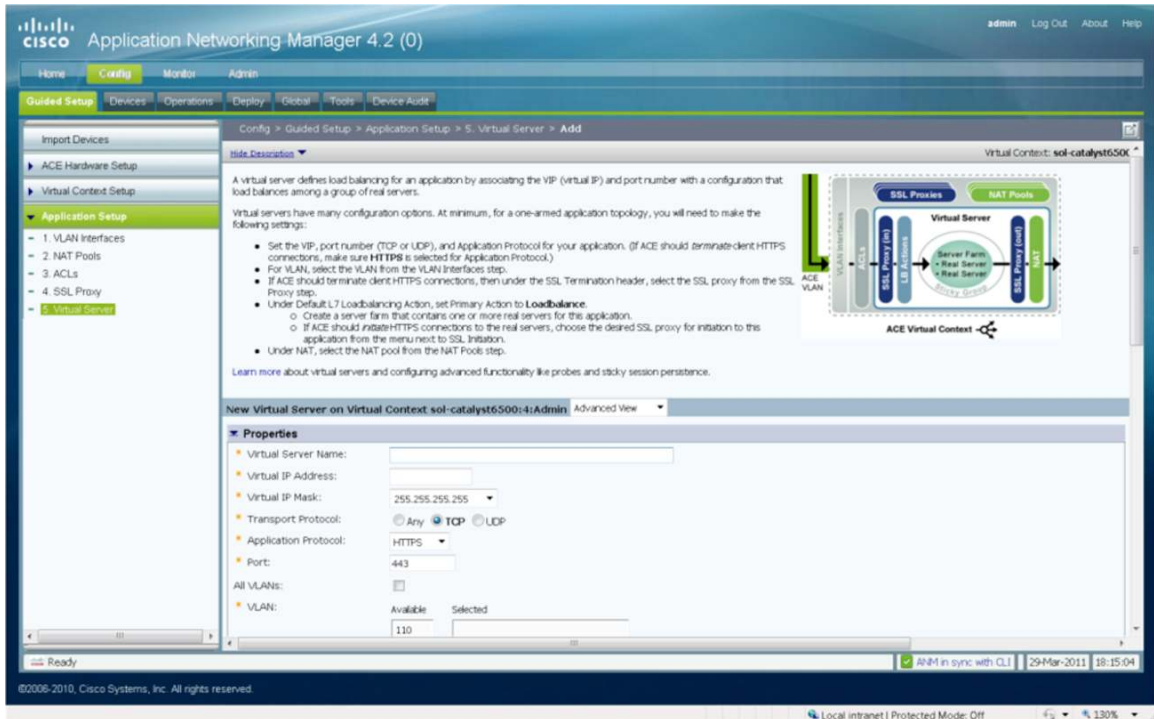 admin Log Out About Help
CISCO Application Networking Manager 4.2 (0)
Home Config Monitor Admin
Guided Setup Devices Operations Deploy Global Tools Device Audit
Import Devices
ACE Hardware Setup
Virtual Context Setup
Application Setup
1. VLAN Interfaces
2. NAT Pools
3. ACLs
4. SSL Proxy
5. Virtual Server
Config > Guided Setup > Application Setup > 5. Virtual Server > Add
Hide Description
Virtual Context: sol-catalyst650(
A virtual server defines load balancing for an application by associating the VIP (virtual IP) and port number with a configuration that
load balances among a group of real servers.
Virtual servers have many configuration options. At minimum, for a one-armed application topology, you will need to make the
following settings:
Set the VIP, port number (TCP or UDP), and Application Protocol for your application. (If ACE should terminate client HTTPS
connections, make sure HTTPS is selected for Application Protocol.)
For VLAN, select the VLAN from the VLAN Interfaces step.
If ACE should terminate client HTTPS connections, then under the SSL Termination header, select the SSL proxy from the SSL
Proxy step.
Under Default L7 Loadbalancing Action, set Primary Action to Loadbalance.
Create a server farm that contains one or more real servers for this application.
If ACE should initiate HTTPS connections to the real servers, choose the desired SSL proxy for initiation to this
application from the menu next to SSL Initiation.
Under NAT, select the NAT pool from the NAT Pools step.
Learn more about virtual servers and configuring advanced functionality like probes and sticky session persistence.
SSL Proxies NAT Pools
Virtual Server
VLAN Interfaces
ACLs
SSL Proxy (in)
LB Actions
Server Farm
• Real Server
• Real Server
Sticky Group
SSL Proxy (out)
NAT
ACE
VLAN
ACE Virtual Context
New Virtual Server on Virtual Context sol-catalyst6500:4:Admin Advanced View
Properties
* Virtual Server Name:
* Virtual IP Address:
* Virtual IP Mask: 255.255.255.255
* Transport Protocol: Any TCP UDP
* Application Protocol: HTTPS
* Port: 443
All VLANs:
* VLAN: Available Selected
110
Ready
ANM in sync with CLI 29-Mar-2011 18:15:04
©2006-2010, Cisco Systems, Inc. All rights reserved.
Local intranet | Protected Mode: Off 130%